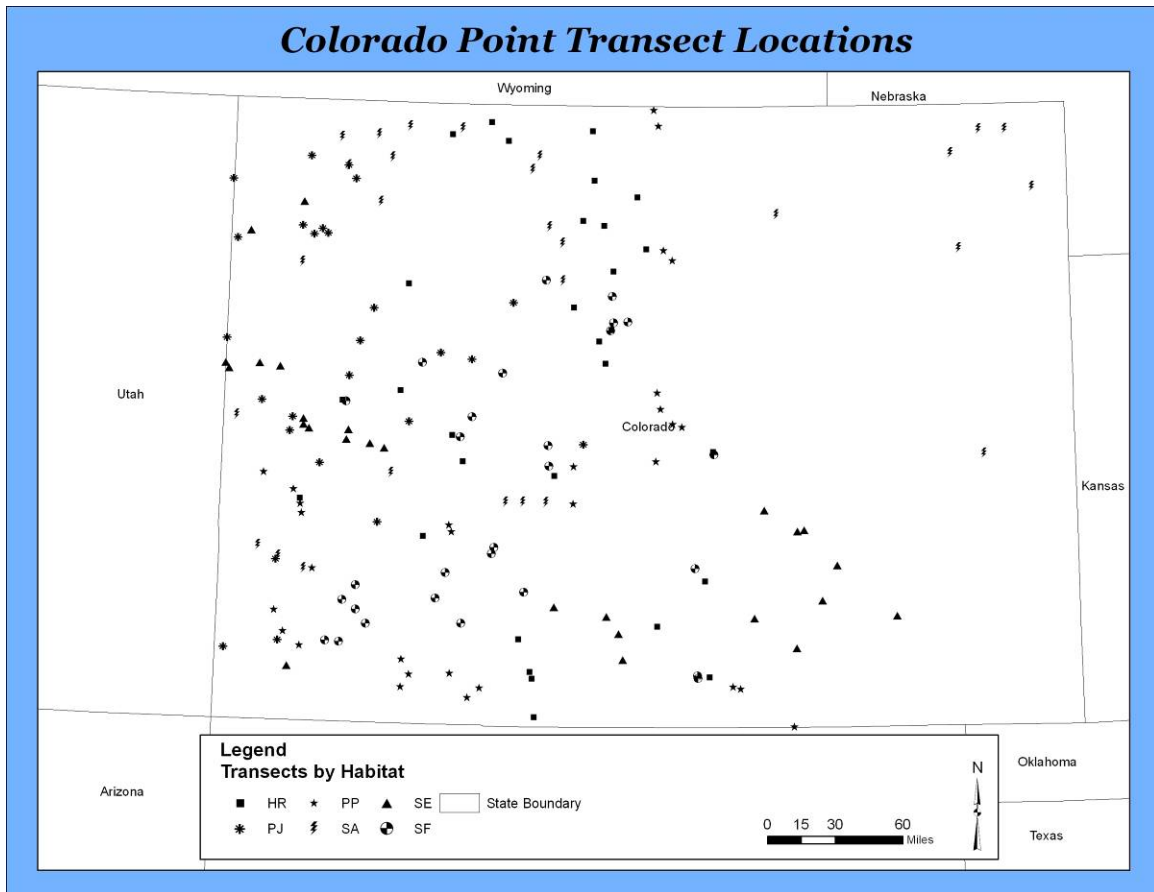 Colorado Point Transect Locations
Wyoming
Nebraska
Utah
Colorado
Kansas
Legend
Transects by Habitat
HR PP SE State Boundary
PJ SA SF
N
0 15 30 60
Miles
Arizona
Oklahoma
Texas